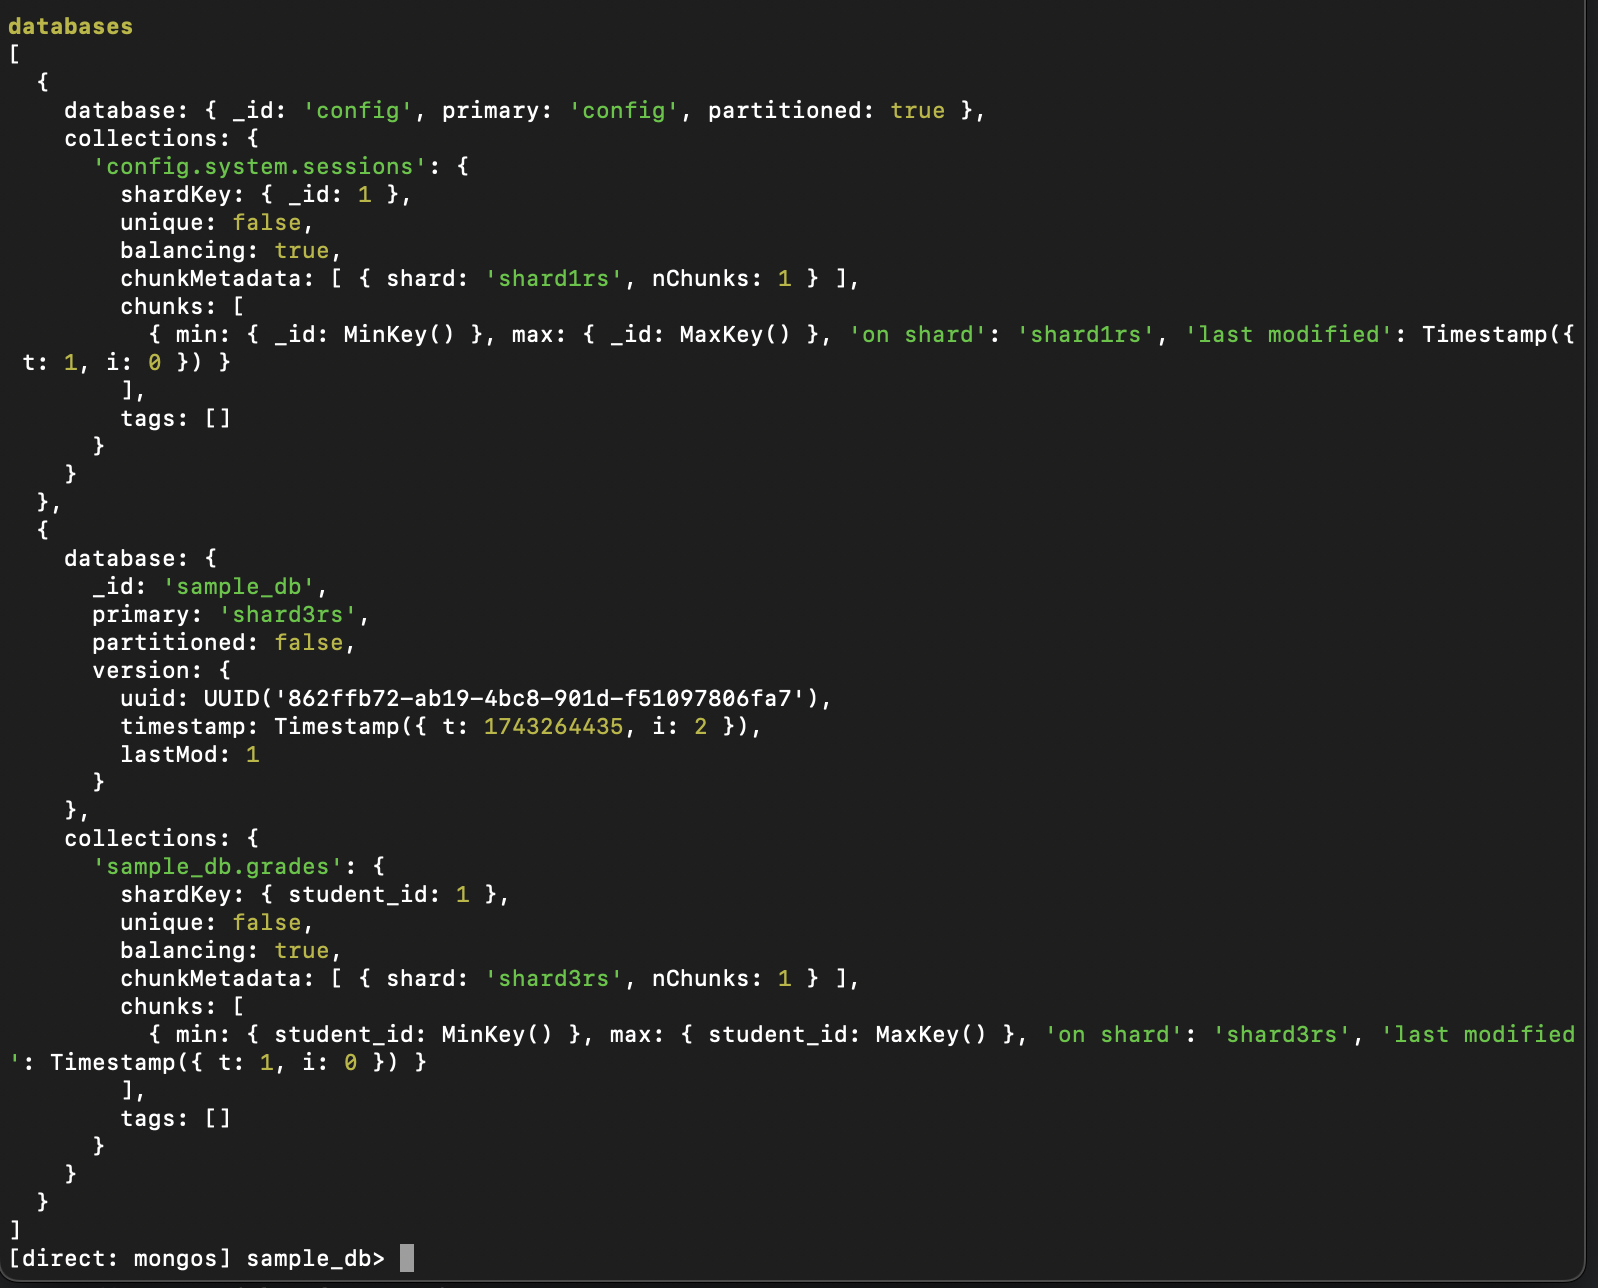 databases
[
  {
    database: { _id: 'config', primary: 'config', partitioned: true },
    collections: {
      'config.system.sessions': {
        shardKey: { _id: 1 },
        unique: false,
        balancing: true,
        chunkMetadata: [ { shard: 'shard1rs', nChunks: 1 } ],
        chunks: [
          { min: { _id: MinKey() }, max: { _id: MaxKey() }, 'on shard': 'shard1rs', 'last modified': Timestamp({
 t: 1, i: 0 }) }
        ],
        tags: []
      }
    }
  },
  {
    database: {
      _id: 'sample_db',
      primary: 'shard3rs',
      partitioned: false,
      version: {
        uuid: UUID('862ffb72-ab19-4bc8-901d-f51097806fa7'),
        timestamp: Timestamp({ t: 1743264435, i: 2 }),
        lastMod: 1
      }
    },
    collections: {
      'sample_db.grades': {
        shardKey: { student_id: 1 },
        unique: false,
        balancing: true,
        chunkMetadata: [ { shard: 'shard3rs', nChunks: 1 } ],
        chunks: [
          { min: { student_id: MinKey() }, max: { student_id: MaxKey() }, 'on shard': 'shard3rs', 'last modified
': Timestamp({ t: 1, i: 0 }) }
        ],
        tags: []
      }
    }
  }
]
[direct: mongos] sample_db>